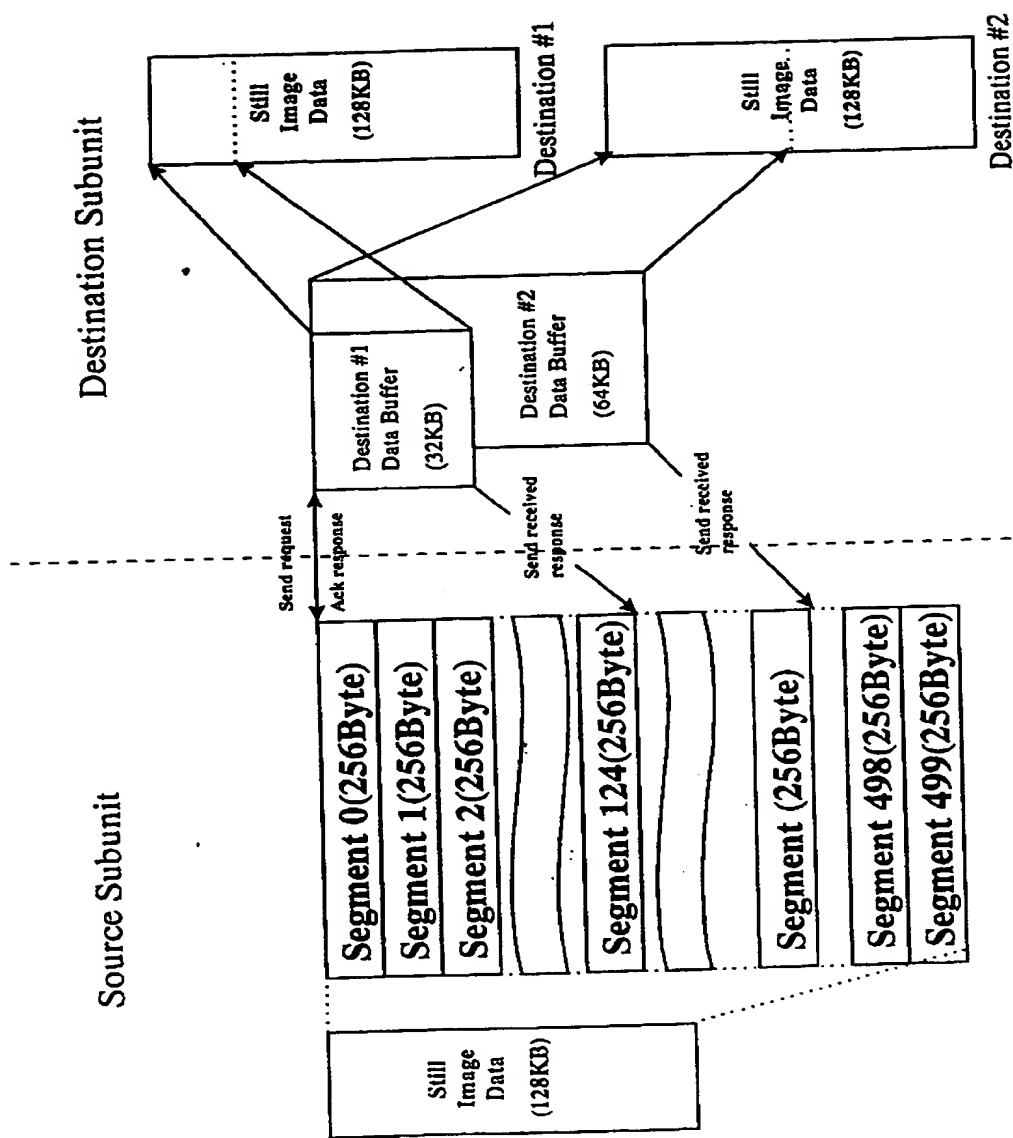 Source Subunit
Destination Subunit
Still
Image
Data
(128KB)
Segment 0(256Byte)
Segment 1(256Byte)
Segment 2(256Byte)
Segment 124(256Byte)
Segment (256Byte)
Segment 498(256Byte)
Segment 499(256Byte)
Send request
Ack response
Send received
response
Send received
response
Destination #1
Data Buffer
(32KB)
Destination #2
Data Buffer
(64KB)
Still
Image
Data
(128KB)
Destination #1
Still
Image
Data
(128KB)
Destination #2